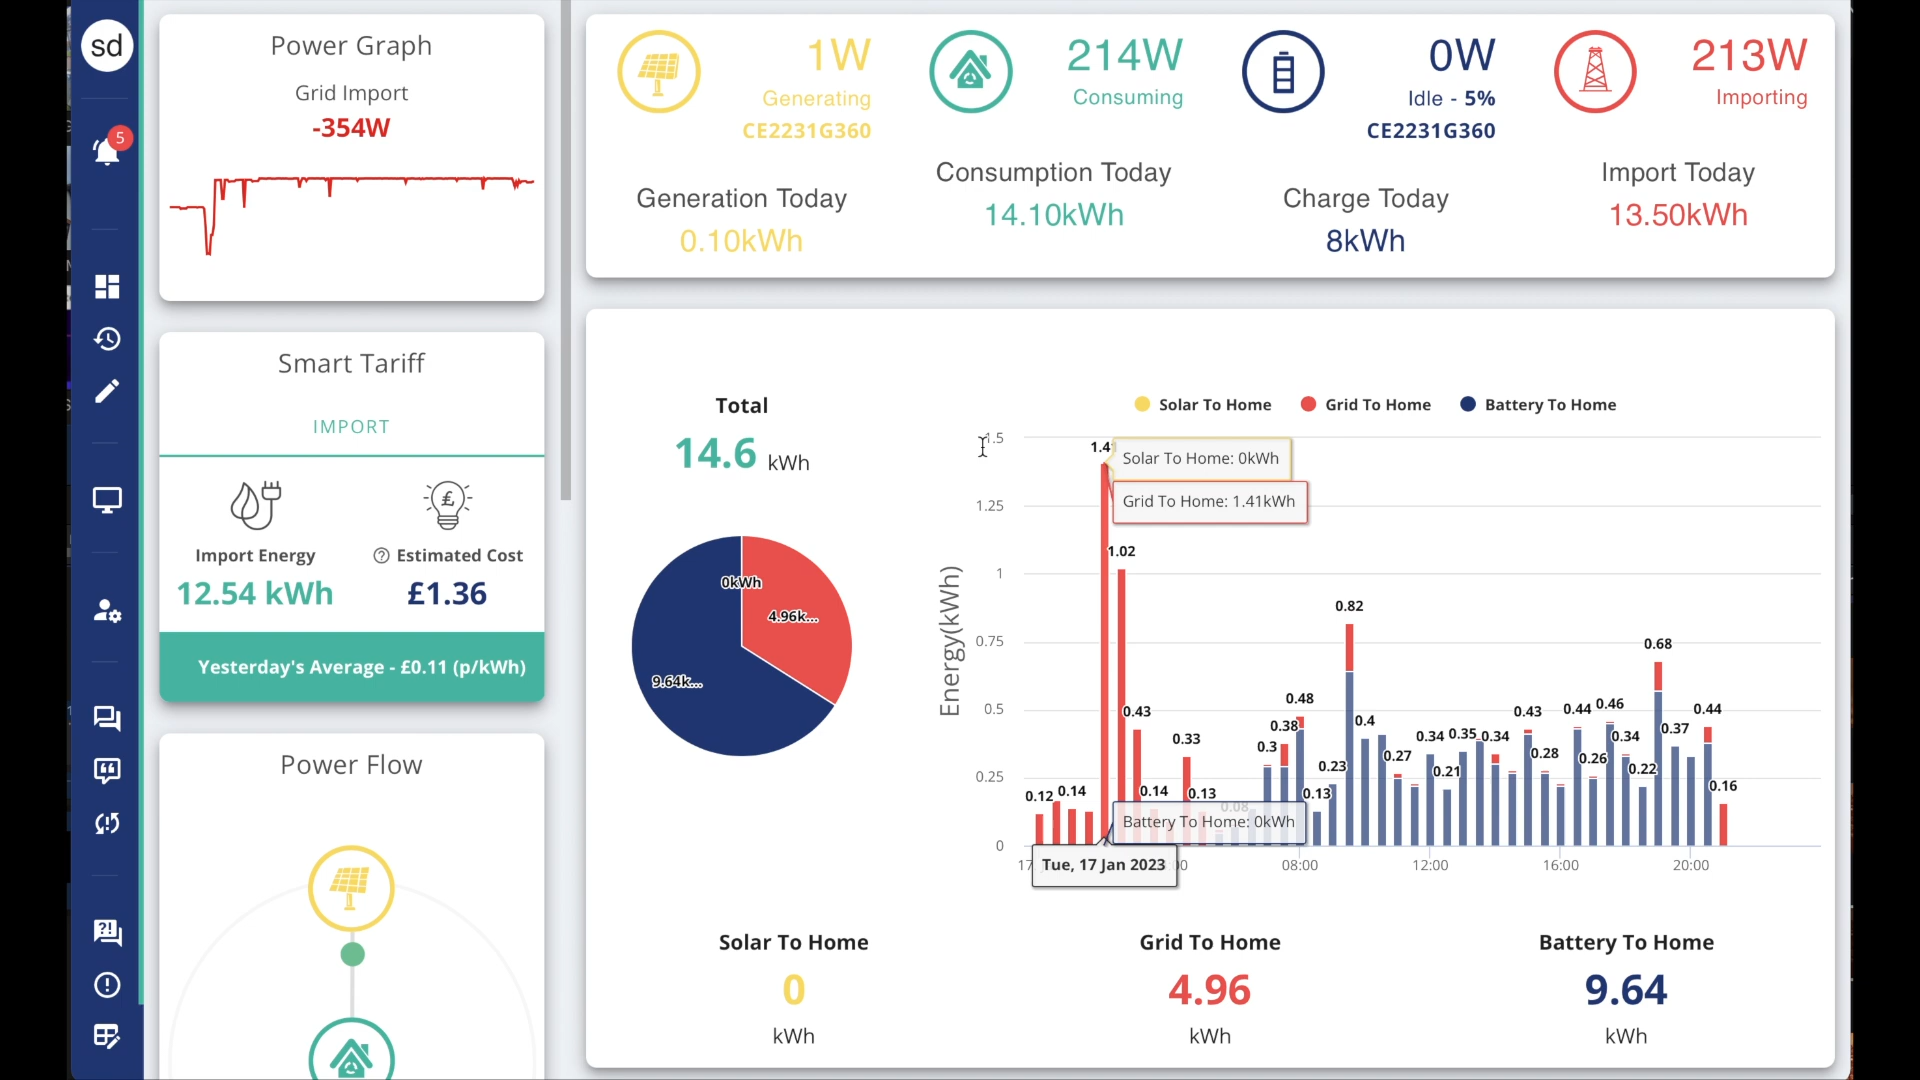 sd
5
Power Graph
Grid Import
-354W
Smart Tariff
IMPORT
Import Energy
12.54 kWh
Estimated Cost
£1.36
Yesterday's Average - £0.11 (p/kWh)
Power Flow
1W
Generating
CE2231G360
Generation Today
0.10kWh
214W
Consuming
Consumption Today
14.10kWh
0W
Idle - 5%
CE2231G360
Charge Today
8kWh
213W
Importing
Import Today
13.50kWh
Total
14.6 kWh
0kWh
4.96k...
9.64k...
Solar To Home
Grid To Home
Battery To Home
Energy(kWh)
1.5
1.25
1
0.75
0.5
0.25
0
Solar To Home: 0kWh
Grid To Home: 1.41kWh
Battery To Home: 0kWh
Tue, 17 Jan 2023
0.12
0.14
1.02
0.43
0.14
0.33
0.13
0.08
0.3
0.38
0.48
0.13
0.23
0.82
0.4
0.27
0.34
0.21
0.35
0.34
0.43
0.28
0.44
0.26
0.46
0.34
0.22
0.68
0.37
0.44
0.16
08:00
12:00
16:00
20:00
Solar To Home
0
kWh
Grid To Home
4.96
kWh
Battery To Home
9.64
kWh